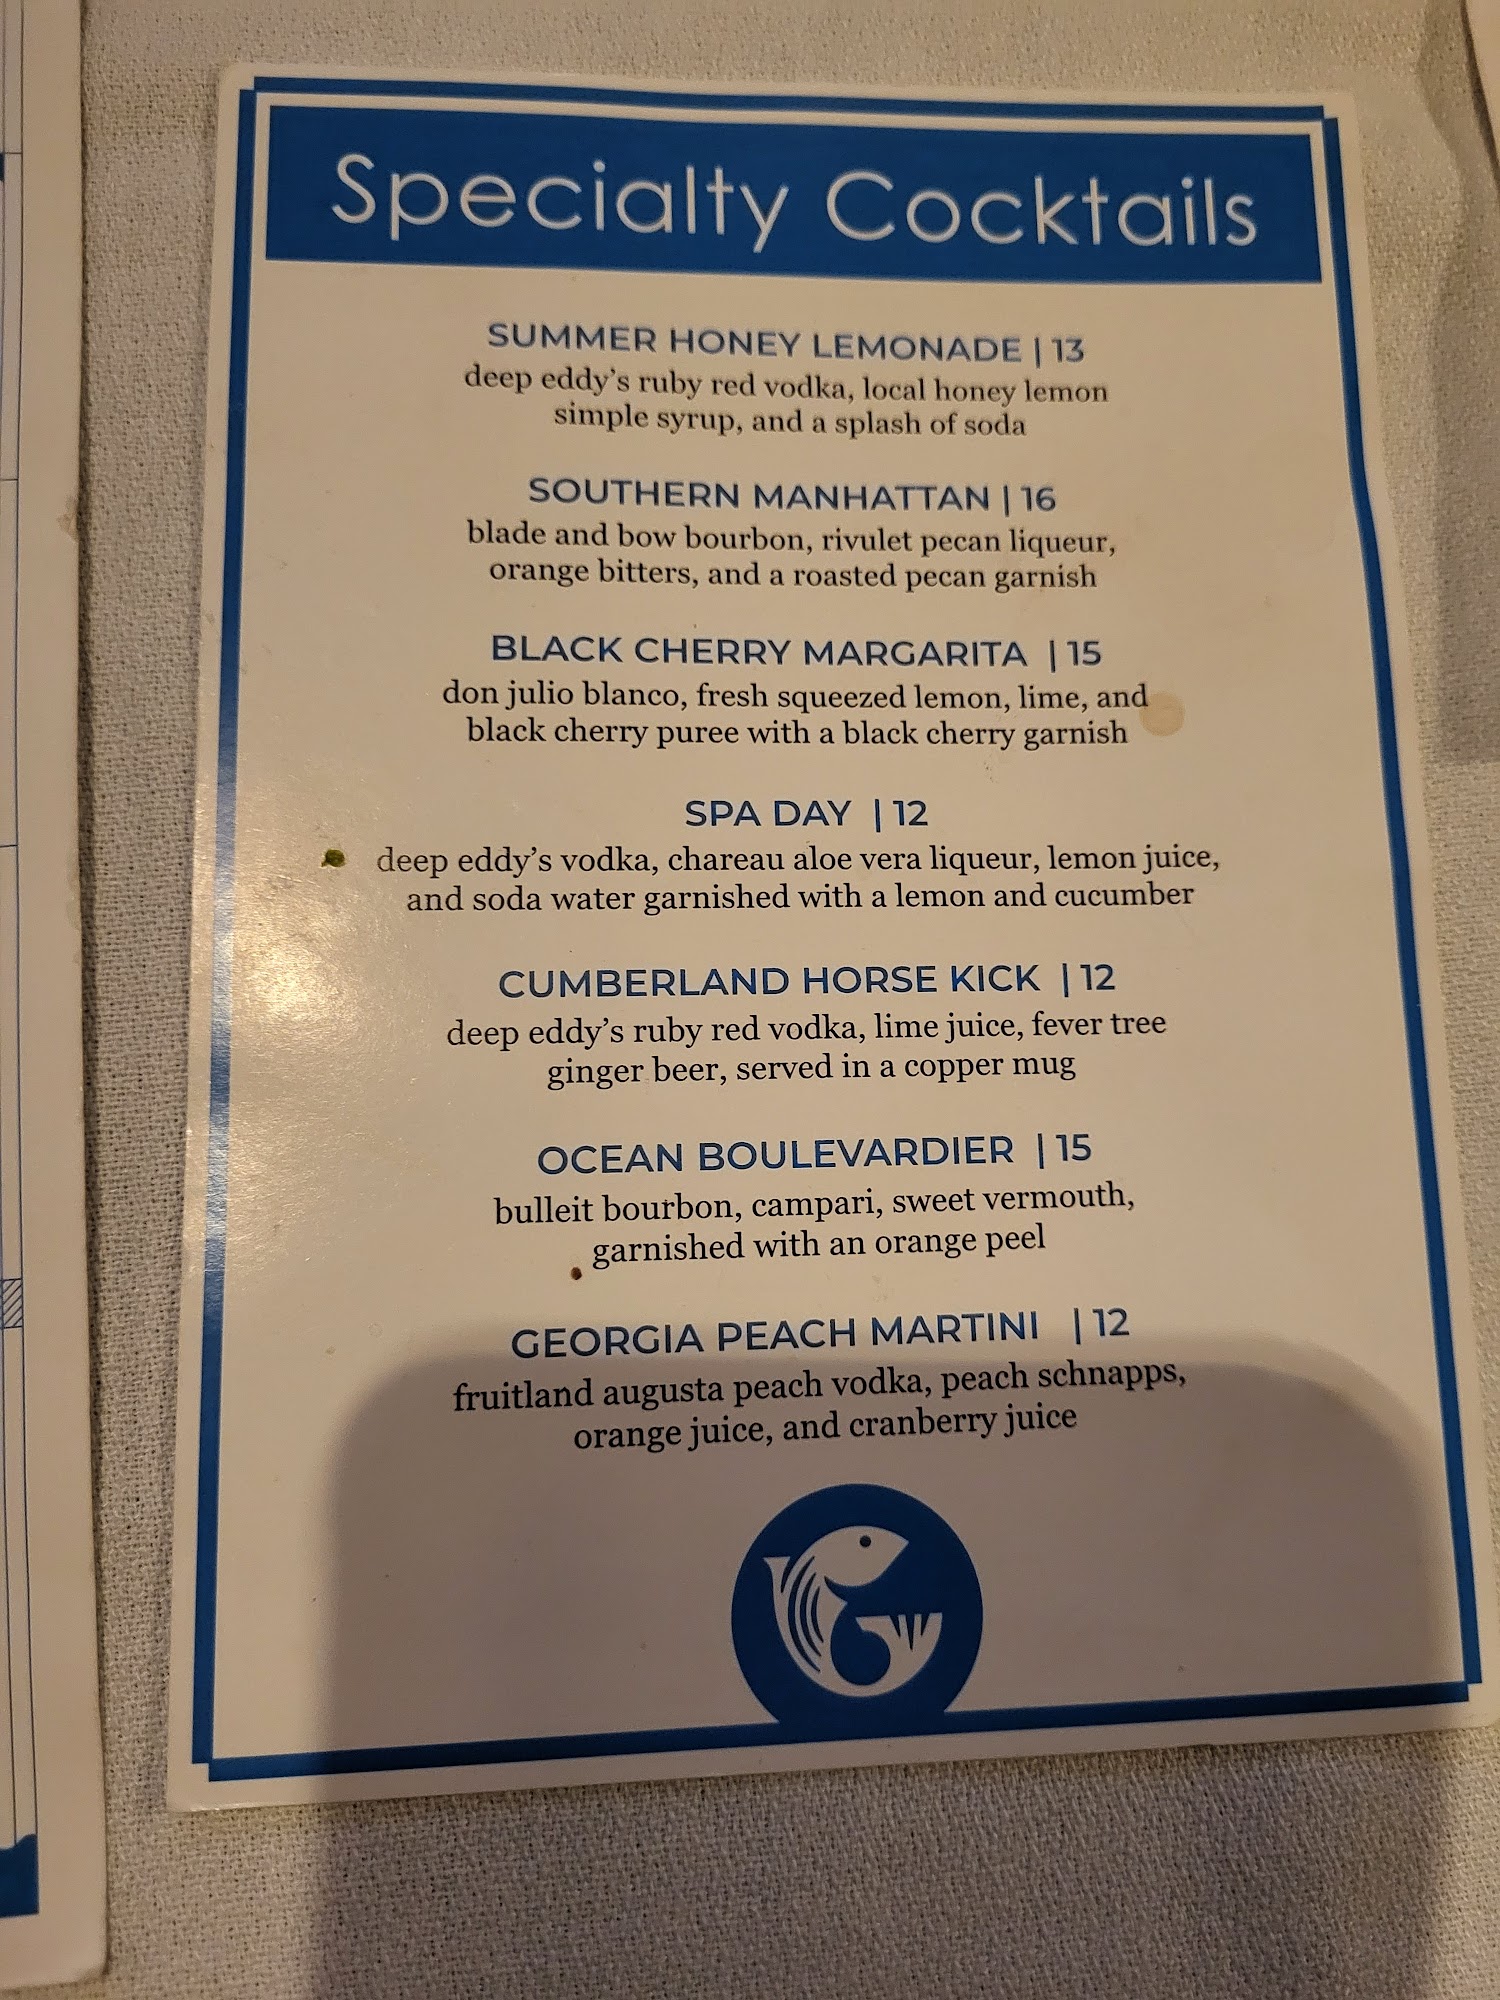 Specialty Cocktails
SUMMER HONEY LEMONADE | 13
deep eddy's ruby red vodka, local honey lemon
simple syrup, and a splash of soda
SOUTHERN MANHATTAN | 16
blade and bow bourbon, rivulet pecan liqueur,
orange bitters, and a roasted pecan garnish
BLACK CHERRY MARGARITA | 15
don julio blanco, fresh squeezed lemon, lime, and
black cherry puree with a black cherry garnish
SPA DAY | 12
deep eddy's vodka, chareau aloe vera liqueur, lemon juice,
and soda water garnished with a lemon and cucumber
CUMBERLAND HORSE KICK | 12
deep eddy's ruby red vodka, lime juice, fever tree
ginger beer, served in a copper mug
OCEAN BOULEVARDIER | 15
bulleit bourbon, campari, sweet vermouth,
garnished with an orange peel
GEORGIA PEACH MARTINI | 12
fruitland augusta peach vodka, peach schnapps,
orange juice, and cranberry juice